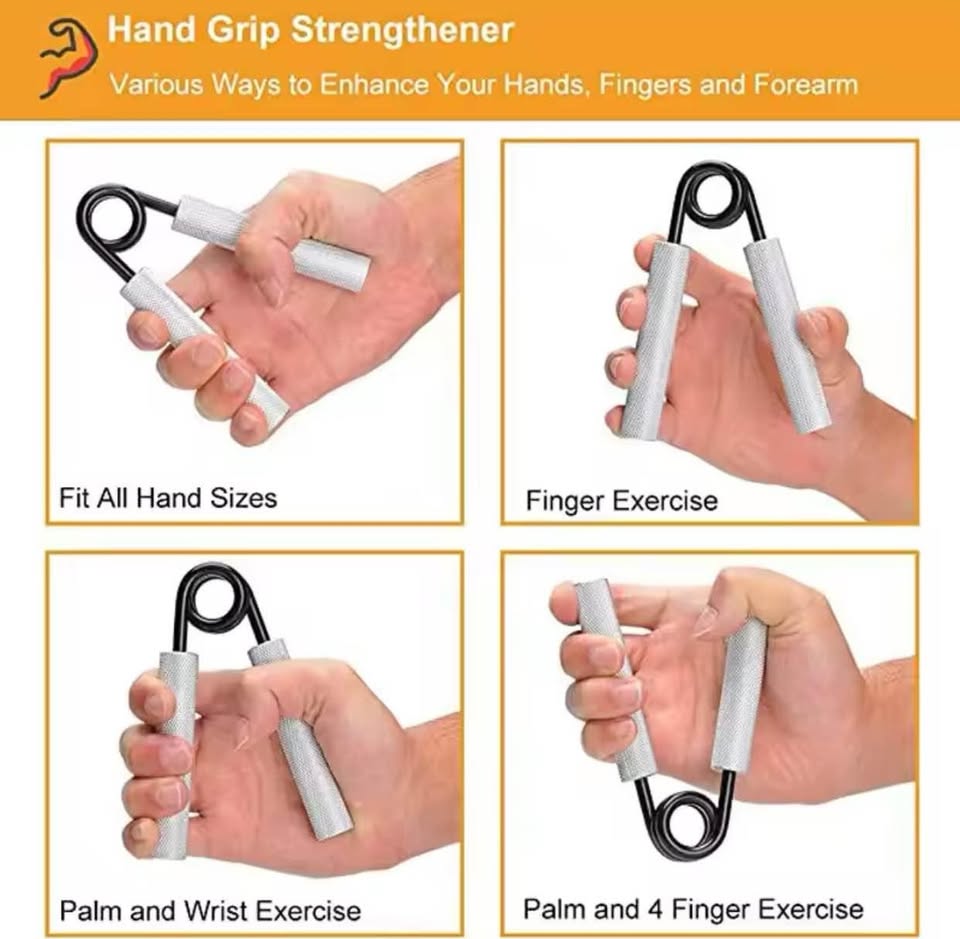 Hand Grip Strengthener
Various Ways to Enhance Your Hands, Fingers and Forearm
Fit All Hand Sizes
Finger Exercise
Palm and Wrist Exercise
Palm and 4 Finger Exercise